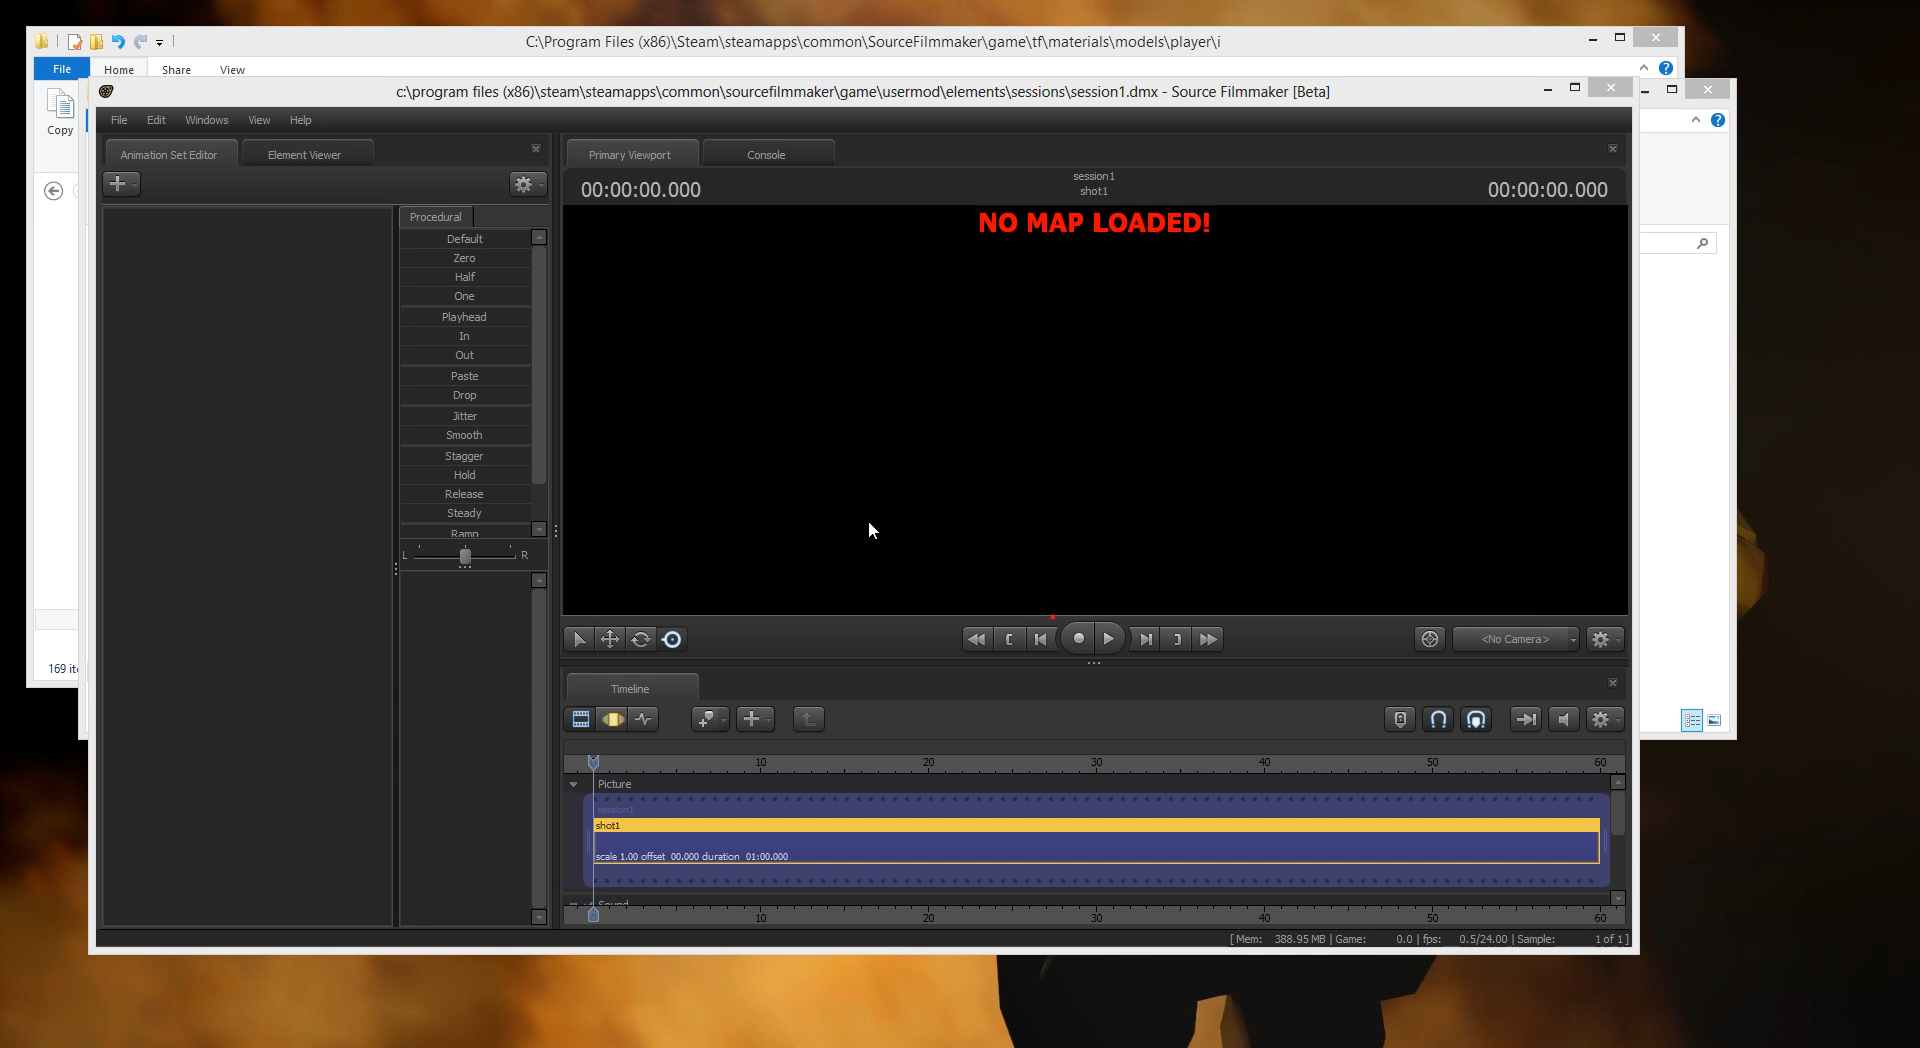 C:\Program Files (x86)\Steam\steamapps\common\SourceFilmmaker\game\tf\materials\models\player\i
File Home Share View
Copy
c:\program files (x86)\steam\steamapps\common\sourcefilmmaker\game\usermod\elements\sessions\session1.dmx - Source Filmmaker [Beta]
File Edit Windows View Help
Animation Set Editor Element Viewer
Primary Viewport Console
00:00:00.000
session1
shot1
00:00:00.000
NO MAP LOADED!
Procedural
Default
Zero
Half
One
Playhead
In
Out
Paste
Drop
Jitter
Smooth
Stagger
Hold
Release
Steady
Ramp
L R
<No Camera>
169 it
Timeline
10 20 30 40 50 60
Picture
session1
shot1
scale 1.00 offset 00.000 duration 01:00.000
Sound
10 20 30 40 50 60
[ Mem: 388.95 MB | Game: 0.0 | fps: 0.5/24.00 | Sample: 1 of 1 ]